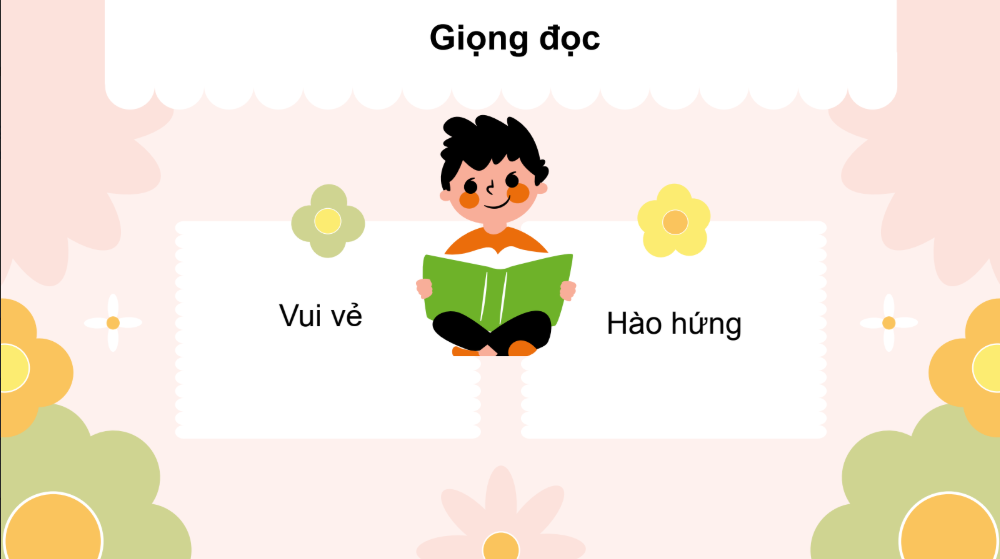 Giọng đọc
Vui vẻ
Hào hứng